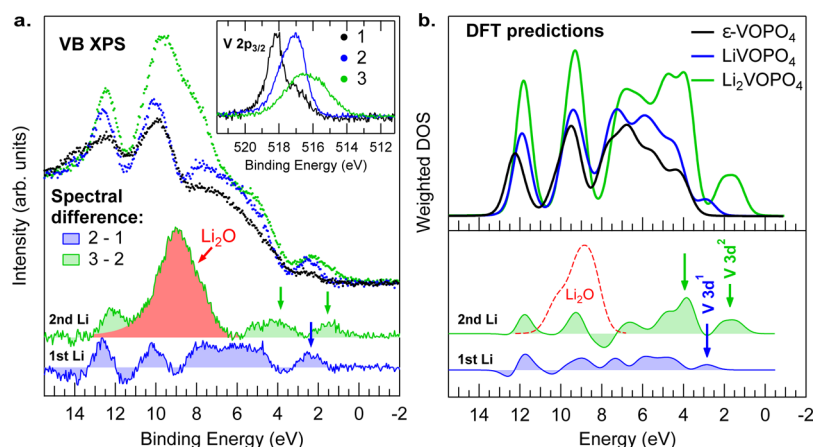 a.
VB XPS
V 2p3/2
1
2
3
520 518 516 514 512
Binding Energy (eV)
Intensity (arb. units)
Spectral
difference:
2 - 1
3 - 2
Li2O
2nd Li
1st Li
14 12 10 8 6 4 2 0 -2
Binding Energy (eV)
b.
DFT predictions
ε-VOPO4
LiVOPO4
Li2VOPO4
Weighted DOS
Li2O
V 3d1
V 3d2
2nd Li
1st Li
14 12 10 8 6 4 2 0 -2
Energy (eV)